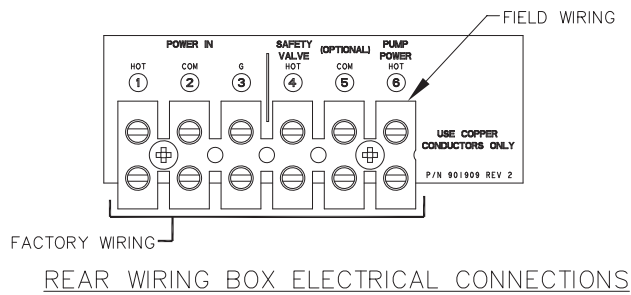 FIELD WIRING
POWER IN
SAFETY VALVE
(OPTIONAL)
PUMP POWER
HOT COM G HOT COM HOT
1 2 3 4 5 6
USE COPPER
CONDUCTORS ONLY
P/N 901909 REV 2
FACTORY WIRING
REAR WIRING BOX ELECTRICAL CONNECTIONS